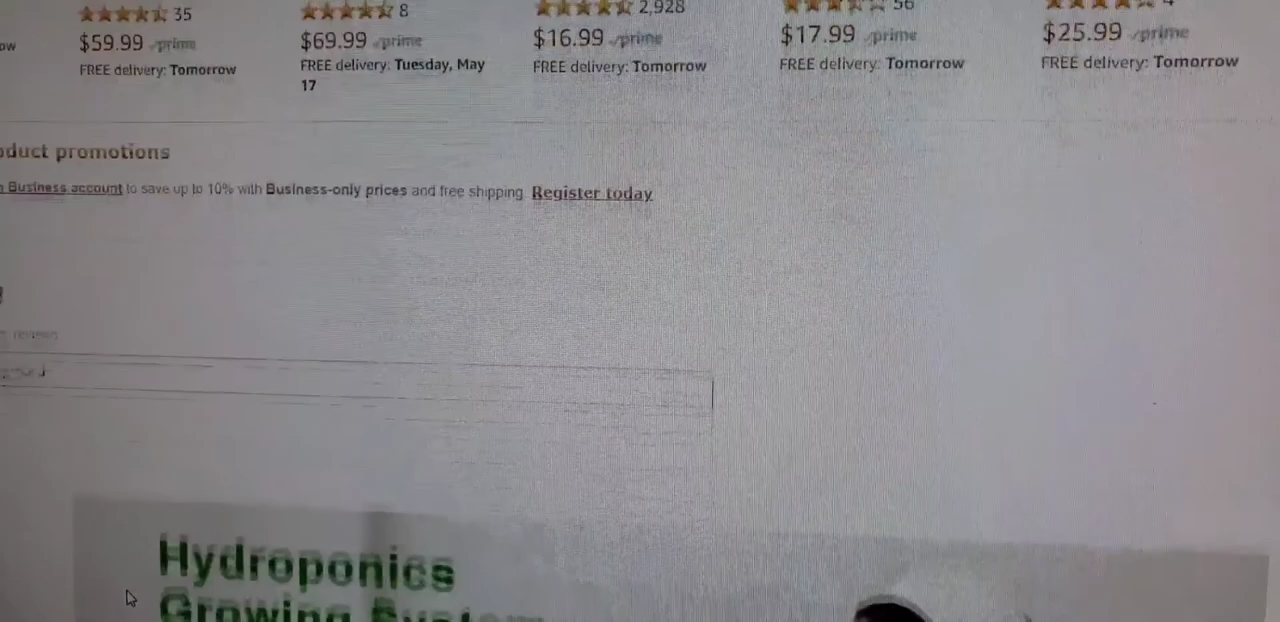 35
8
2,928
56
4
$59.99 prime
$69.99 prime
$16.99 prime
$17.99 prime
$25.99 prime
FREE delivery: Tomorrow
FREE delivery: Tuesday, May
17
FREE delivery: Tomorrow
FREE delivery: Tomorrow
FREE delivery: Tomorrow
ow
oduct promotions
Business account to save up to 10% with Business-only prices and free shipping. Register today
Hydroponics
Growing System